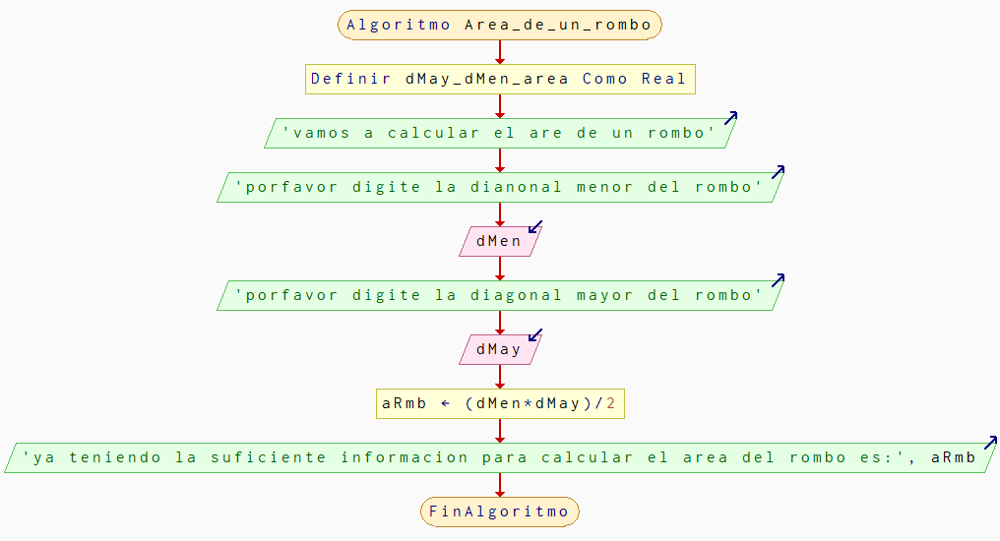 Algoritmo Area_de_un_rombo
Definir dMay_dMen_area Como Real
'vamos a calcular el are de un rombo'
'porfavor digite la dianonal menor del rombo'
dMen
'porfavor digite la diagonal mayor del rombo'
dMay
aRmb ← (dMen*dMay)/2
'ya teniendo la suficiente informacion para calcular el area del rombo es:', aRmb
FinAlgoritmo